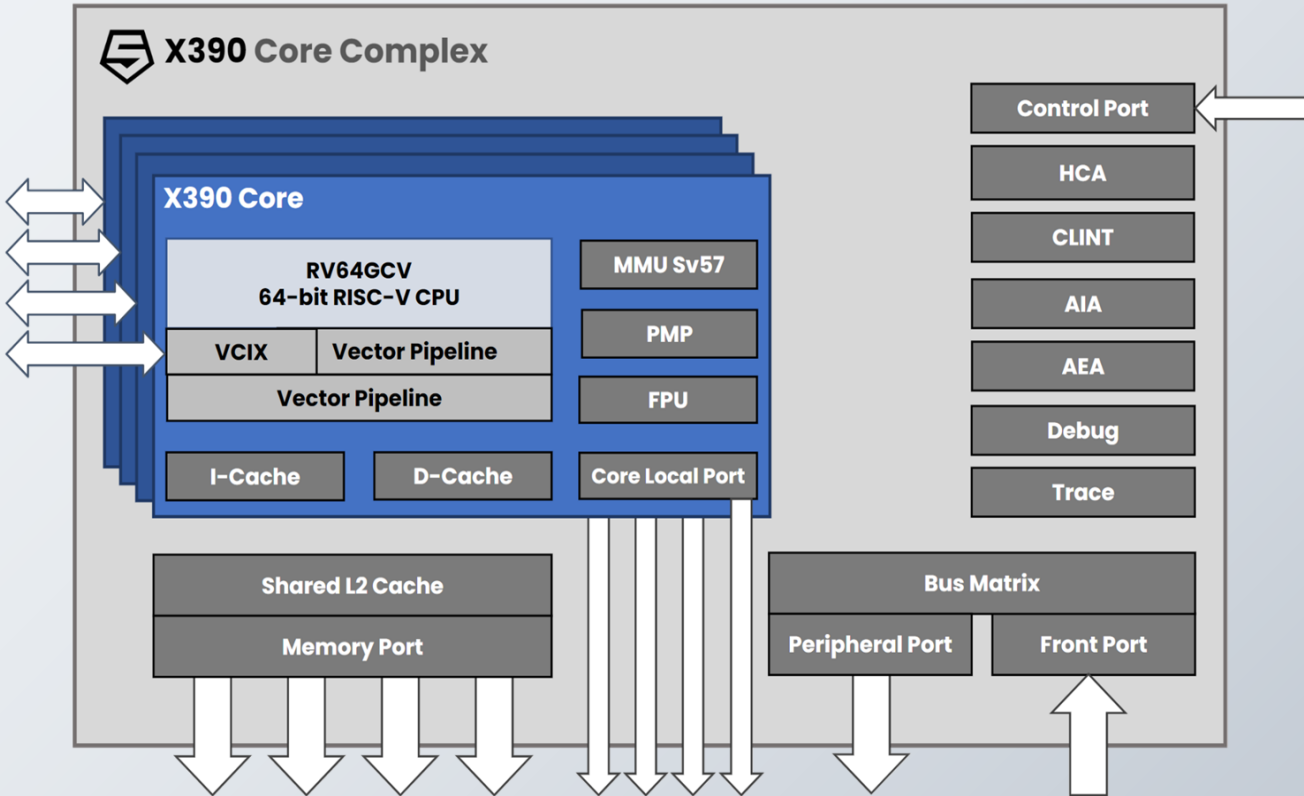 X390 Core Complex
X390 Core
RV64GCV
64-bit RISC-V CPU
VCIX
Vector Pipeline
Vector Pipeline
MMU Sv57
PMP
FPU
I-Cache
D-Cache
Core Local Port
Shared L2 Cache
Memory Port
Control Port
HCA
CLINT
AIA
AEA
Debug
Trace
Bus Matrix
Peripheral Port
Front Port